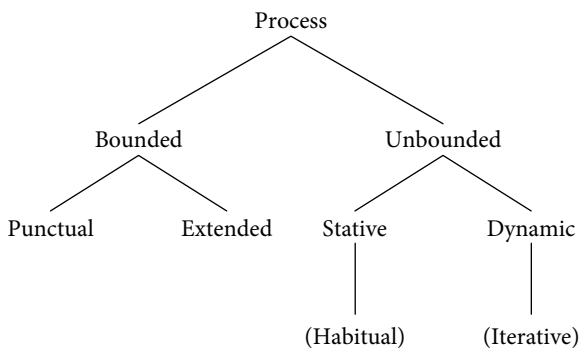 Process
Bounded Unbounded
Punctual Extended Stative Dynamic
(Habitual) (Iterative)